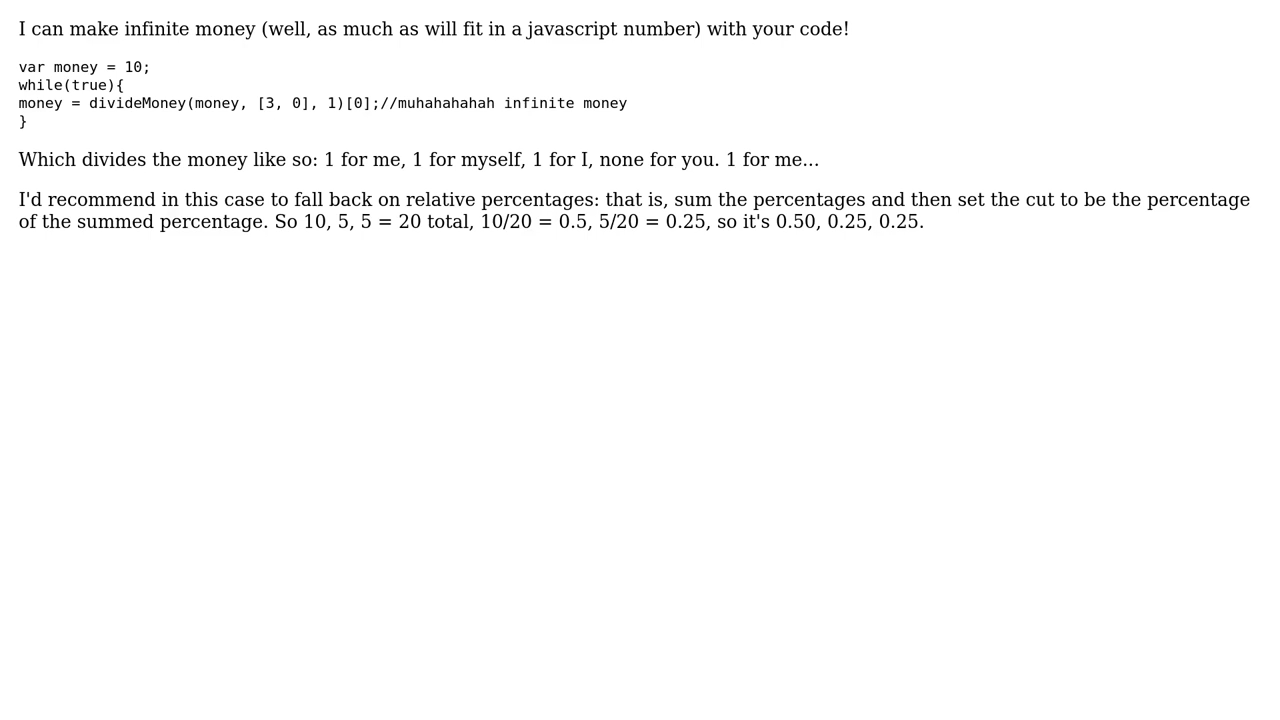 I can make infinite money (well, as much as will fit in a javascript number) with your code!
var money = 10;
while(true){
money = divideMoney(money, [3, 0], 1)[0];//muhahahahah infinite money
}
Which divides the money like so: 1 for me, 1 for myself, 1 for I, none for you. 1 for me...
I'd recommend in this case to fall back on relative percentages: that is, sum the percentages and then set the cut to be the percentage
of the summed percentage. So 10, 5, 5 = 20 total, 10/20 = 0.5, 5/20 = 0.25, so it's 0.50, 0.25, 0.25.